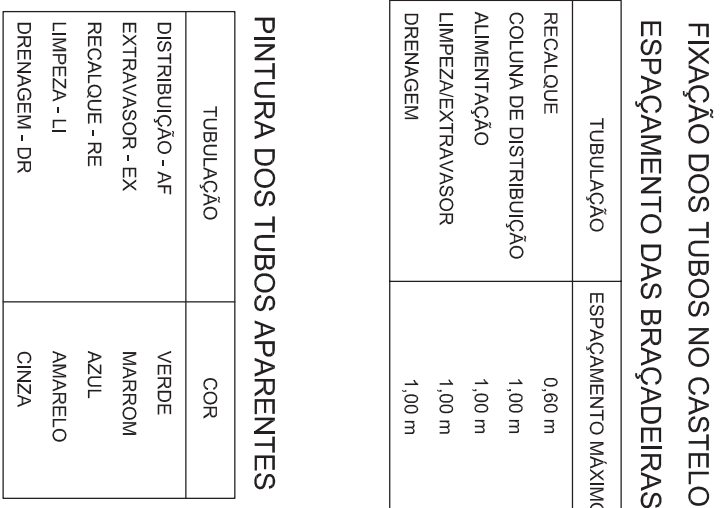 FIXAÇÃO DOS TUBOS NO CASTELO
ESPAÇAMENTO DAS BRAÇADEIRAS
TUBULAÇÃO ESPAÇAMENTO MÁXIMO
RECALQUE 0,60 m
COLUNA DE DISTRIBUIÇÃO 1,00 m
ALIMENTAÇÃO 1,00 m
LIMPEZA/EXTRAVASOR 1,00 m
DRENAGEM 1,00 m
PINTURA DOS TUBOS APARENTES
TUBULAÇÃO COR
DISTRIBUIÇÃO - AF VERDE
EXTRAVASOR - EX MARROM
RECALQUE - RE AZUL
LIMPEZA - LI AMARELO
DRENAGEM - DR CINZA